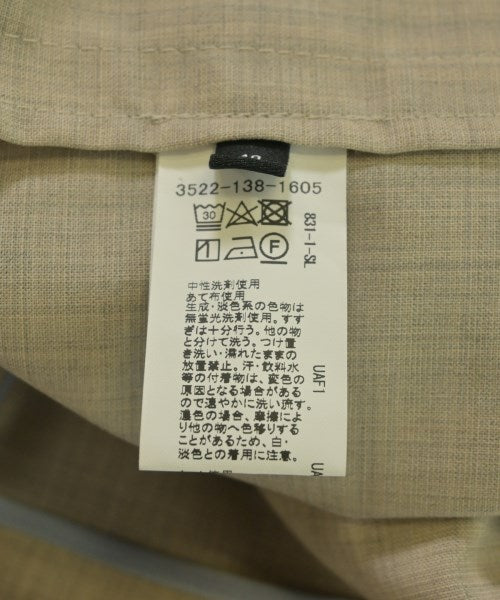 3522-138-1605
30
F
831-1-SL
中性洗剤使用
あて布使用
生成・淡色系の色物は
無蛍光洗剤使用。すす
ぎは十分行う。他の物
と分けて洗う。つけ置
き洗い・濡れたままの
放置禁止。汗・飲料水
等の付着物は、変色の
原因となる場合がある
ので速やかに洗い流す。
濃色の場合、摩擦によ
り他の物へ色移りする
ことがあるため、白・
淡色との着用に注意。
UAF1
UA